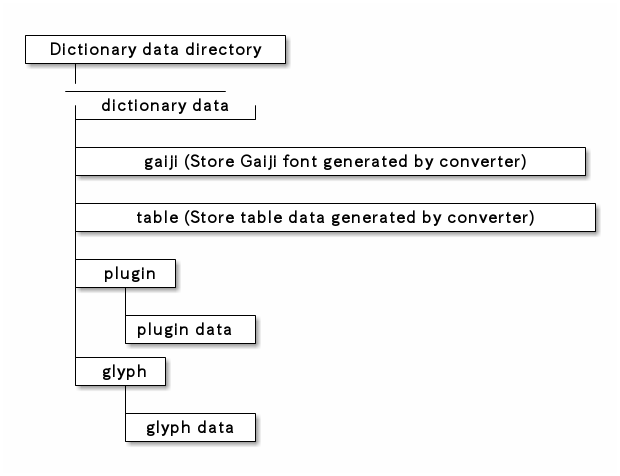 Dictionary data directory
dictionary data
gaiji (Store Gaiji font generated by converter)
table (Store table data generated by converter)
plugin
plugin data
glyph
glyph data